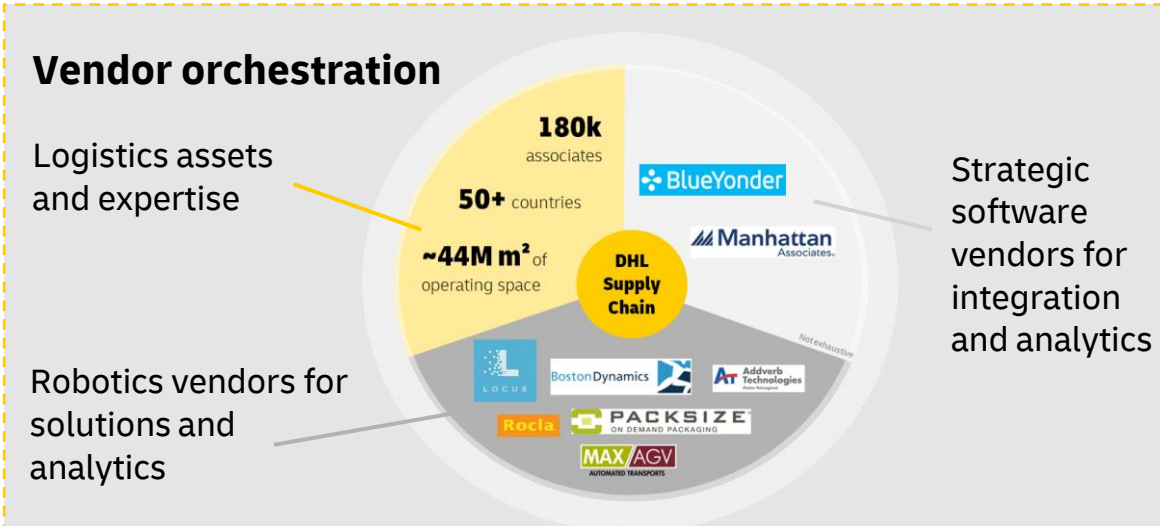 Vendor orchestration
Logistics assets
and expertise
180k
associates
50+ countries
~44M m² of
operating space
BlueYonder
Manhattan
Associates®
DHL
Supply
Chain
Not exhaustive
Strategic
software
vendors for
integration
and analytics
Robotics vendors for
solutions and
analytics
L
LOCUS
BostonDynamics
AT Addverb
Technologies
Rocla
PACKSIZE®
ON DEMAND PACKAGING
MAX/AGV
AUTOMATED TRANSPORTS